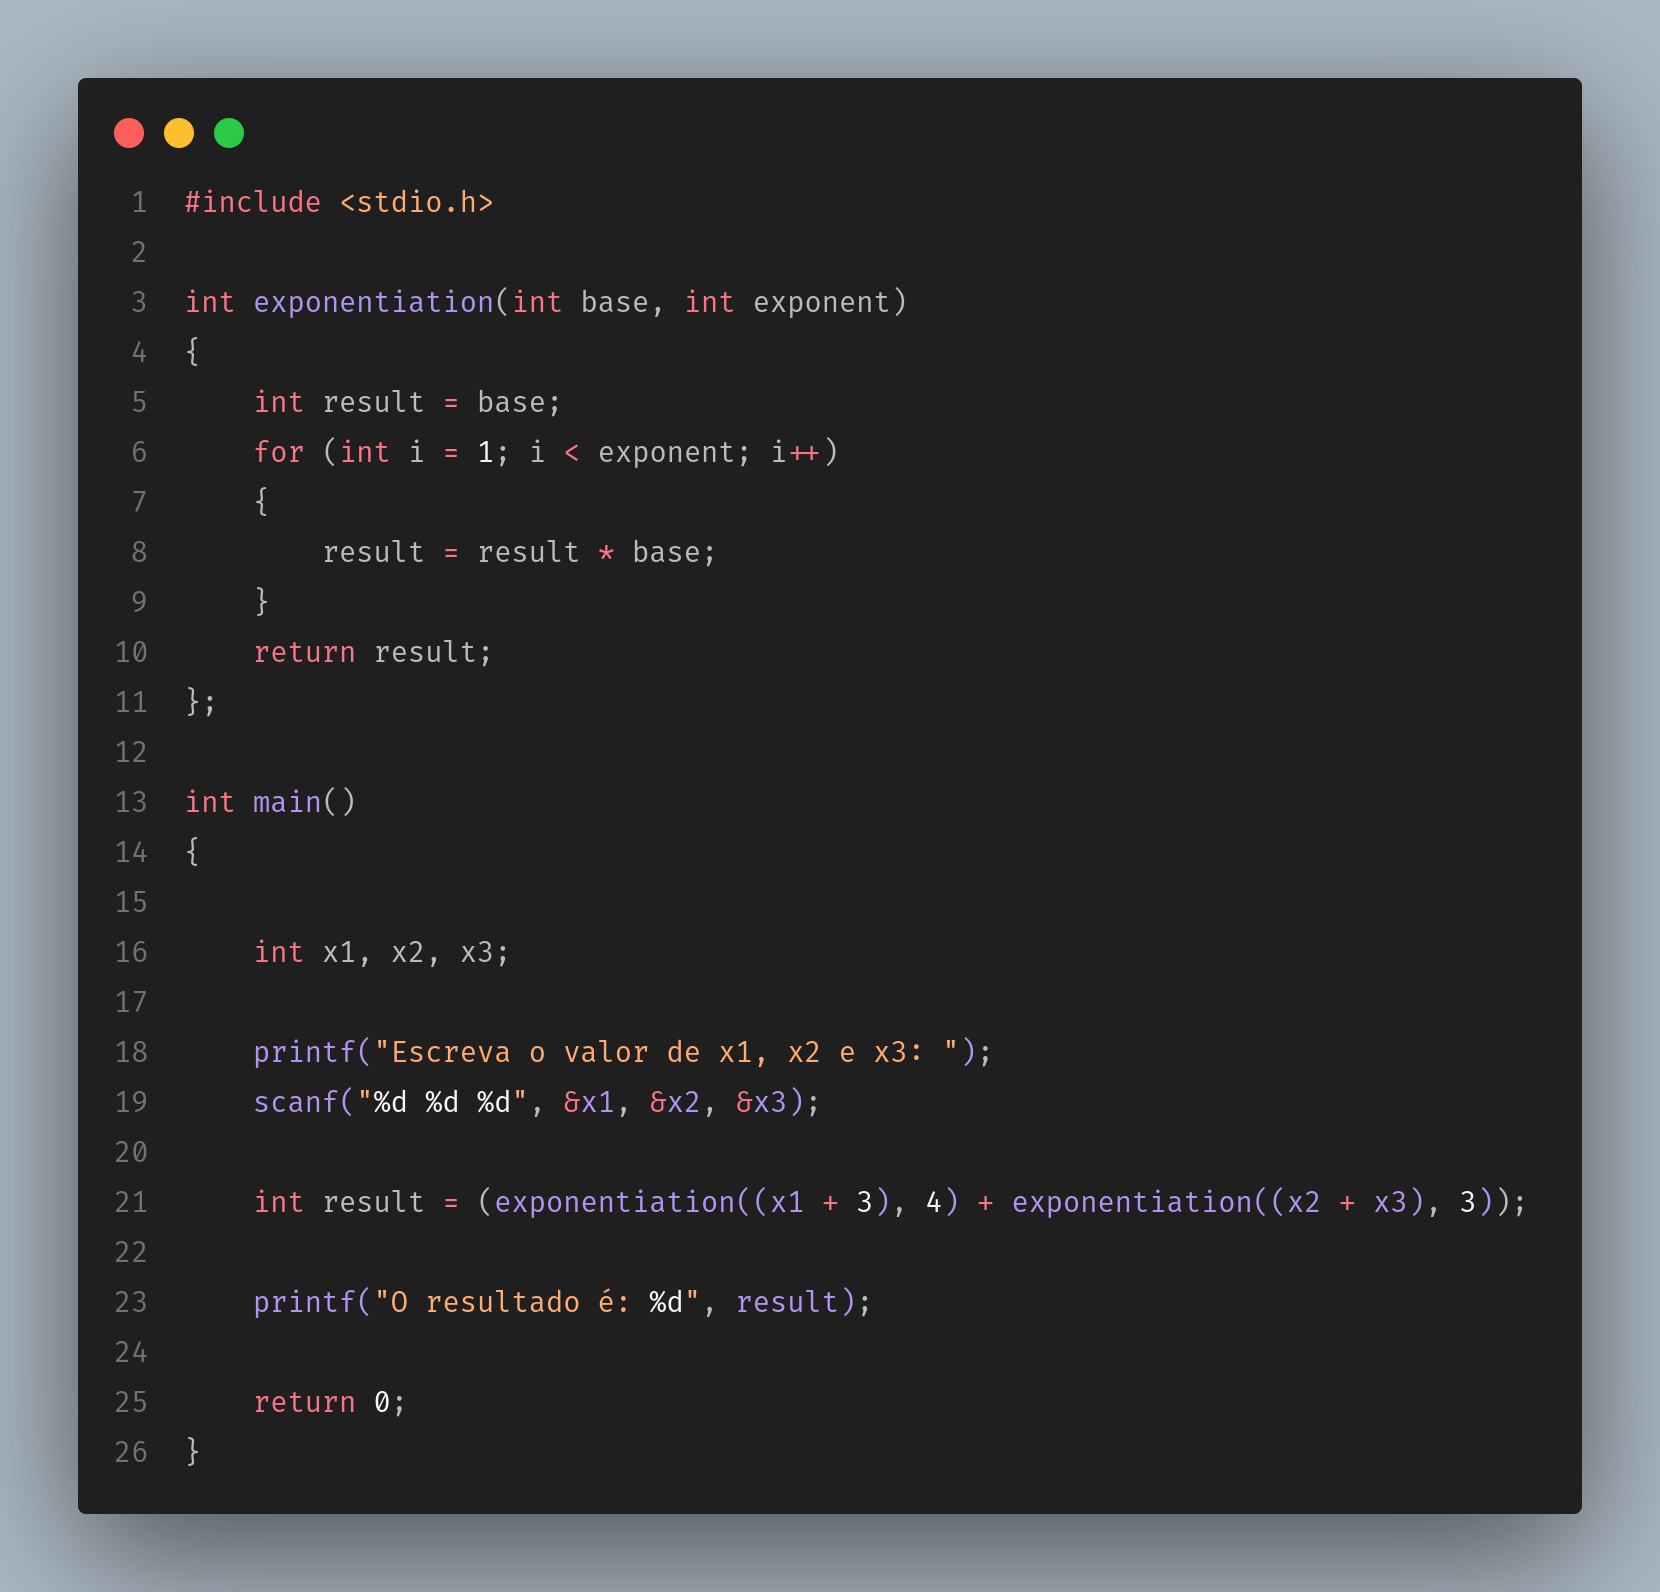 1 #include <stdio.h>
2
3 int exponentiation(int base, int exponent)
4 {
5     int result = base;
6     for (int i = 1; i < exponent; i++)
7     {
8         result = result * base;
9     }
10     return result;
11 };
12
13 int main()
14 {
15
16     int x1, x2, x3;
17
18     printf("Escreva o valor de x1, x2 e x3: ");
19     scanf("%d %d %d", &x1, &x2, &x3);
20
21     int result = (exponentiation((x1 + 3), 4) + exponentiation((x2 + x3), 3));
22
23     printf("O resultado é: %d", result);
24
25     return 0;
26 }